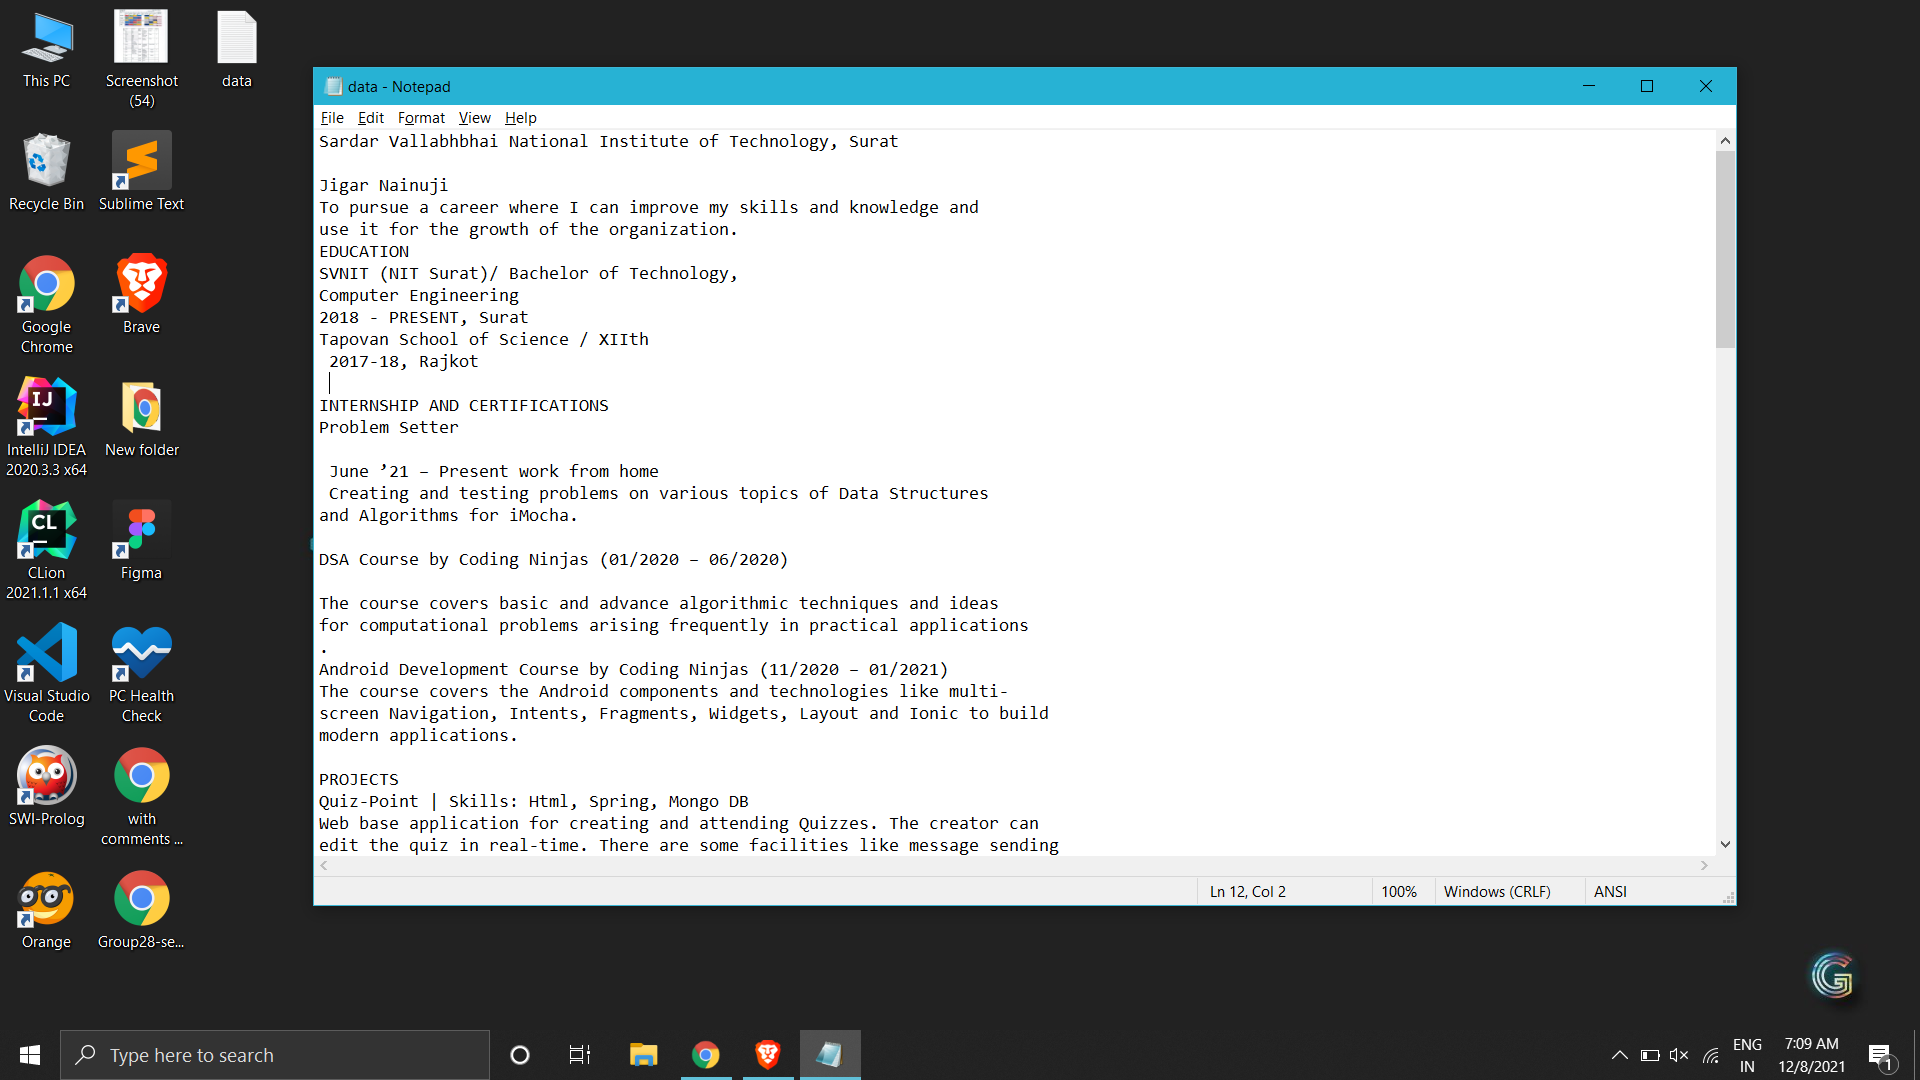 This PC
Screenshot
(54)
data
Recycle Bin
Sublime Text
Google
Chrome
Brave
IJ
IntelliJ IDEA
2020.3.3 x64
New folder
CL
CLion
2021.1.1 x64
Figma
Visual Studio
Code
PC Health
Check
SWI-Prolog
with
comments ...
Orange
Group28-se...
data - Notepad
File Edit Format View Help
Sardar Vallabhbhai National Institute of Technology, Surat
Jigar Nainuji
To pursue a career where I can improve my skills and knowledge and
use it for the growth of the organization.
EDUCATION
SVNIT (NIT Surat)/ Bachelor of Technology,
Computer Engineering
2018 - PRESENT, Surat
Tapovan School of Science / XIIth
2017-18, Rajkot
INTERNSHIP AND CERTIFICATIONS
Problem Setter
June ’21 – Present work from home
Creating and testing problems on various topics of Data Structures
and Algorithms for iMocha.
DSA Course by Coding Ninjas (01/2020 – 06/2020)
The course covers basic and advance algorithmic techniques and ideas
for computational problems arising frequently in practical applications
.
Android Development Course by Coding Ninjas (11/2020 – 01/2021)
The course covers the Android components and technologies like multi-
screen Navigation, Intents, Fragments, Widgets, Layout and Ionic to build
modern applications.
PROJECTS
Quiz-Point | Skills: Html, Spring, Mongo DB
Web base application for creating and attending Quizzes. The creator can
edit the quiz in real-time. There are some facilities like message sending
Ln 12, Col 2
100%
Windows (CRLF)
ANSI
G
Type here to search
ENG
IN
7:09 AM
12/8/2021
1